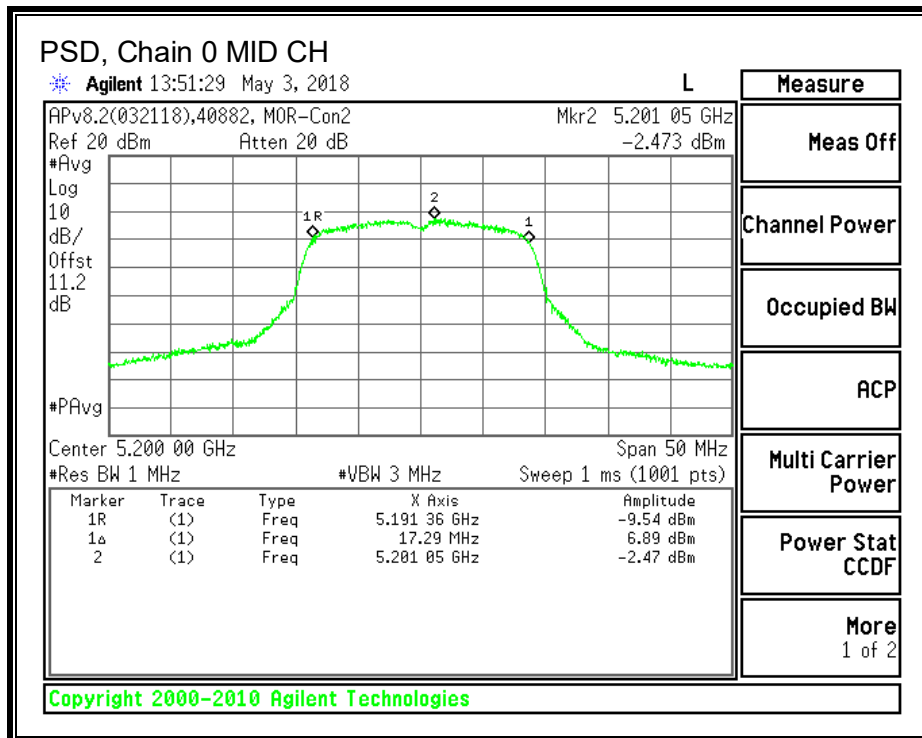 PSD, Chain 0 MID CH
Agilent 13:51:29 May 3, 2018 L
Measure
APv8.2(032118),40882, MOR-Con2 Mkr2 5.201 05 GHz
Ref 20 dBm Atten 20 dB -2.473 dBm
Meas Off
#Avg
Log
10
dB/
Offst
11.2
dB
1R
2
1
Channel Power
Occupied BW
ACP
#PAvg
Center 5.200 00 GHz Span 50 MHz
#Res BW 1 MHz #VBW 3 MHz Sweep 1 ms (1001 pts)
Multi Carrier
Power
Marker Trace Type X Axis Amplitude
1R (1) Freq 5.191 36 GHz -9.54 dBm
1Δ (1) Freq 17.29 MHz 6.89 dBm
2 (1) Freq 5.201 05 GHz -2.47 dBm
Power Stat
CCDF
More
1 of 2
Copyright 2000-2010 Agilent Technologies